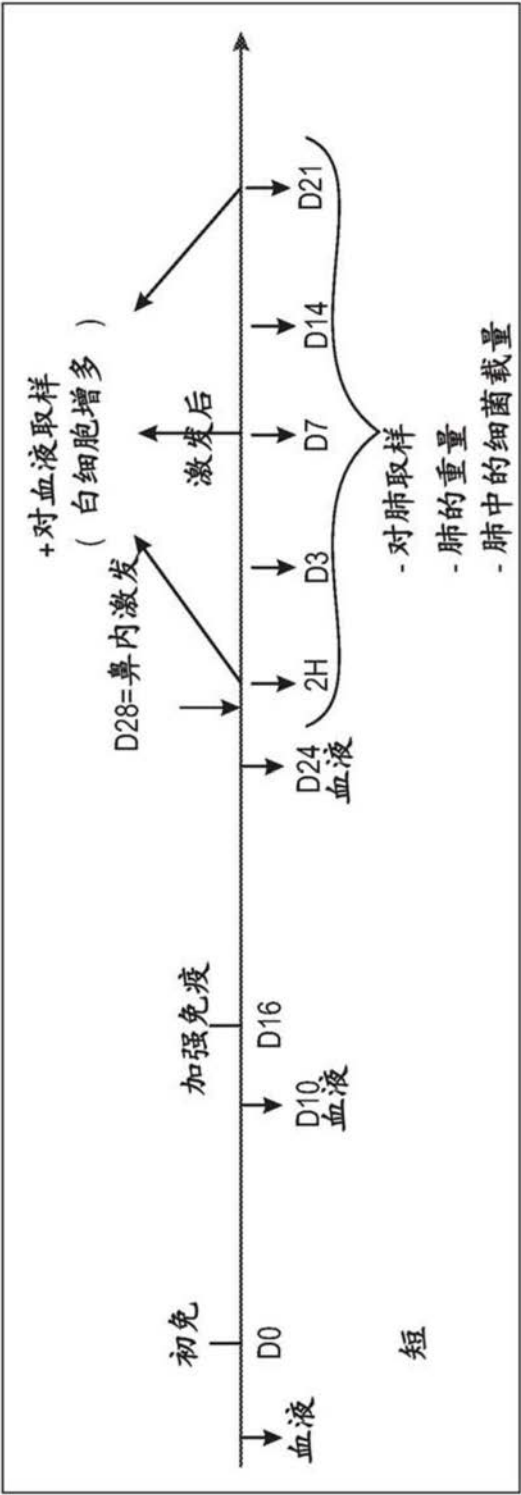 +对血液取样
( 白细胞增多 )
D28=鼻内激发
激发后
初免
加强免疫
D0
D16
2H
D3
D7
D14
D21
血液
D10
血液
D24
血液
- 对肺取样
- 肺的重量
- 肺中的细菌载量
短